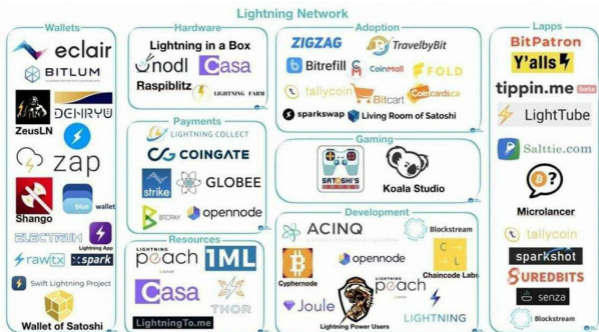 Lightning Network
Wallets
eclair
BITLUM
ZeusLN
DENRYU
zap
Shango
blue wallet
ELECTRUM
Lightning App
rawtx
spark
Swift Lightning Project
Wallet of Satoshi
Hardware
Lightning in a Box
nodl
Casa
Raspiblitz
LIGHTNING FARM
Payments
LIGHTNING COLLECT
COINGATE
strike
GLOBEE
BTCPAY
opennode
Resources
LIGHTNING
peach
1ML
Casa
THOR
LightningTo.me
Adoption
ZIGZAG
TravelbyBit
Bitrefill
CoinMall
FOLD
tallycoin
Bitcart
Coincards.ca
sparkswap
Living Room of Satoshi
Gaming
SATOSHI'S
Koala Studio
Development
ACINQ
Blockstream
Cyphernode
opennode
Chaincode Labs
LIGHTNING
peach
Joule
Lightning Power Users
LIGHTNING
Lapps
BitPatron
Y'alls
tippin.me beta
LightTube
Salttie.com
Microlancer
tallycoin
sparkshot
SUREDBITS
senza
Blockstream